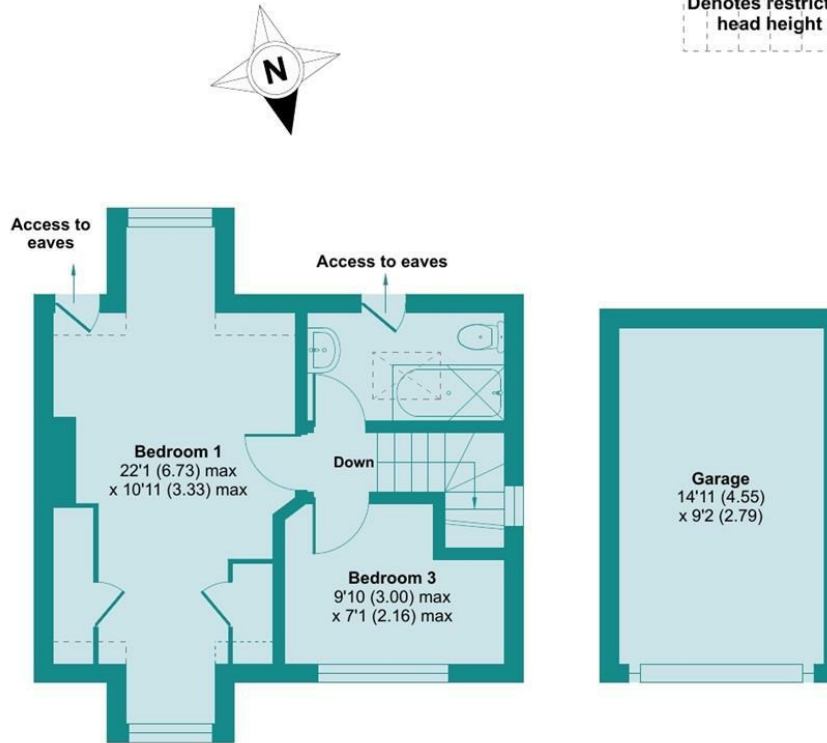 Denotes restric
head height
N
Access to
eaves
Access to eaves
Bedroom 1
22'1 (6.73) max
x 10'11 (3.33) max
Down
Bedroom 3
9'10 (3.00) max
x 7'1 (2.16) max
Garage
14'11 (4.55)
x 9'2 (2.79)